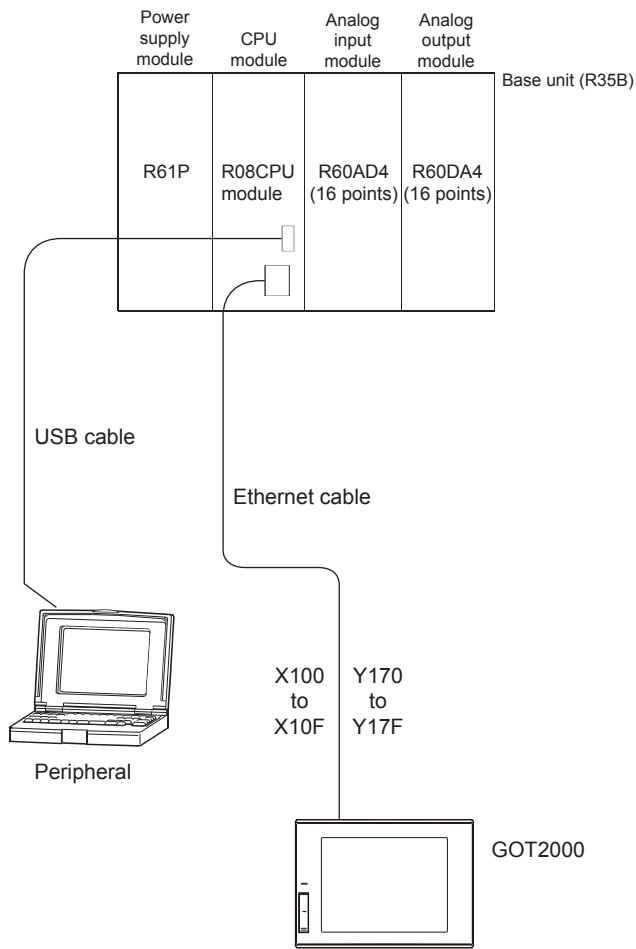 Power
supply
module
CPU
module
Analog
input
module
Analog
output
module
Base unit (R35B)
R61P
R08CPU
module
R60AD4
(16 points)
R60DA4
(16 points)
USB cable
Ethernet cable
X100
to
X10F
Y170
to
Y17F
Peripheral
GOT2000